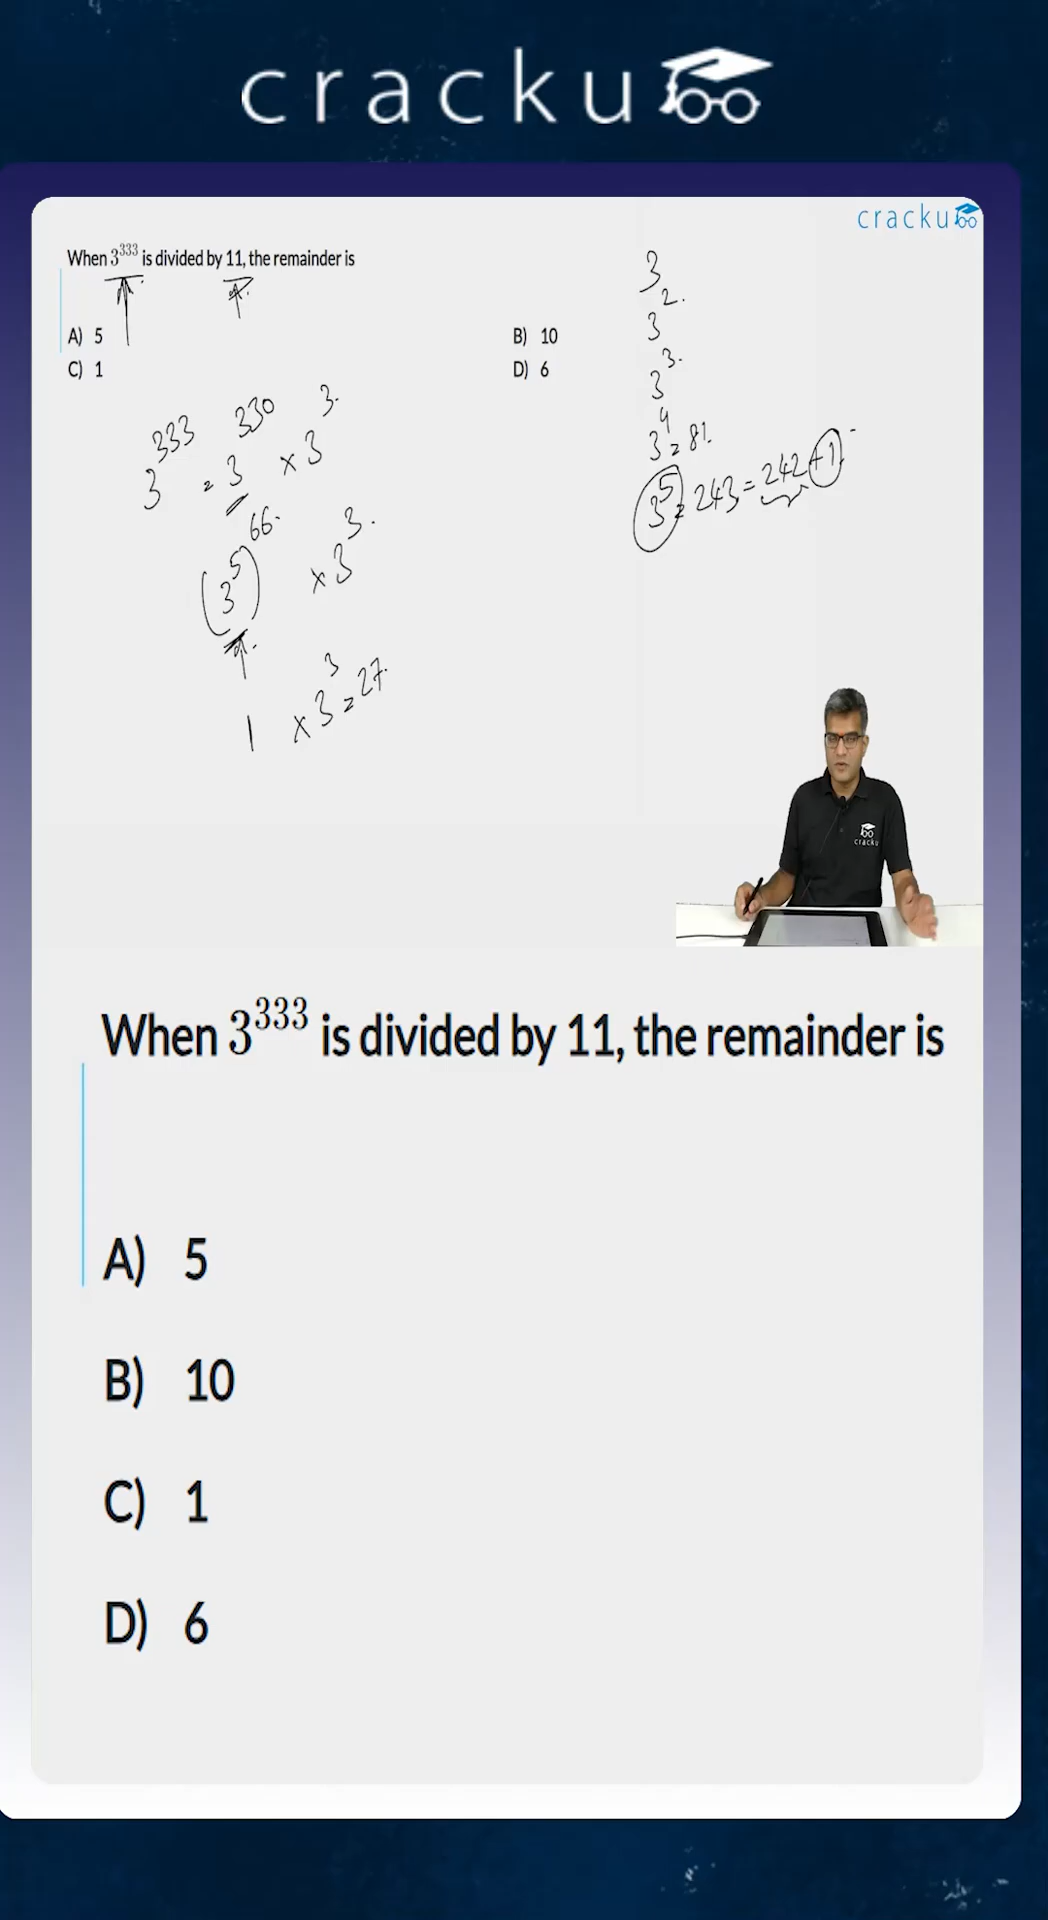 cracku
cracku
When 3^333 is divided by 11, the remainder is
A) 5
B) 10
C) 1
D) 6
3^333 = 3^330 × 3^3
(3^5)^66 × 3^3
1 × 3^3 = 27
3
3^2
3^3
3^4 = 81
3^5 = 243 = 242 + 1
cracku
When 3^333 is divided by 11, the remainder is
A) 5
B) 10
C) 1
D) 6